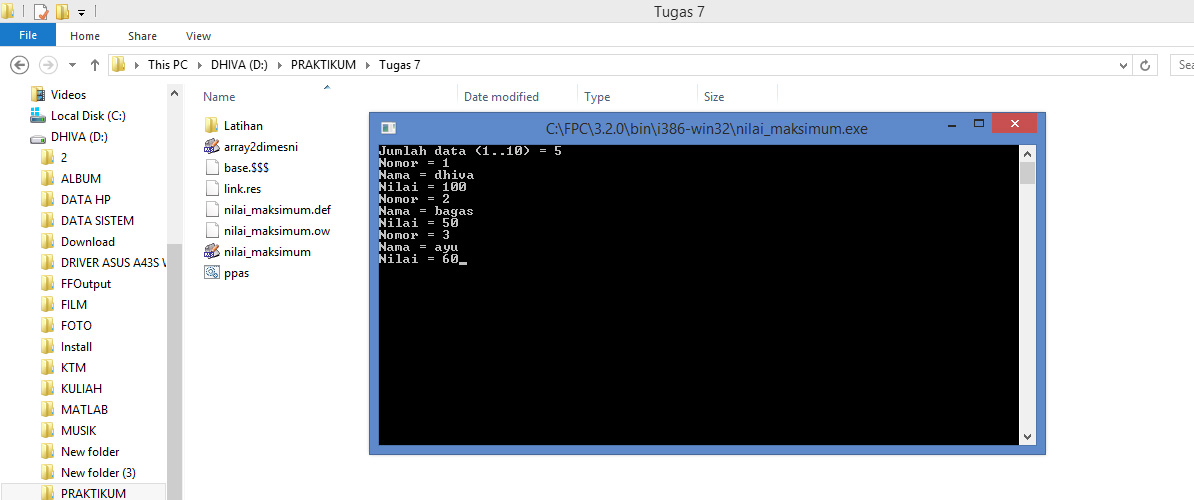 Tugas 7
File Home Share View
This PC DHIVA (D:) PRAKTIKUM Tugas 7
Videos
Local Disk (C:)
DHIVA (D:)
2
ALBUM
DATA HP
DATA SISTEM
Download
DRIVER ASUS A43S
FFOutput
FILM
FOTO
Install
KTM
KULIAH
MATLAB
MUSIK
New folder
New folder (3)
PRAKTIKUM
Name Date modified Type Size
Latihan
array2dimesni
base.$$$
link.res
nilai_maksimum.def
nilai_maksimum.ow
nilai_maksimum
ppas
C:\FPC\3.2.0\bin\i386-win32\nilai_maksimum.exe
Jumlah data (1..10) = 5
Nomor = 1
Nama = dhiva
Nilai = 100
Nomor = 2
Nama = bagas
Nilai = 50
Nomor = 3
Nama = ayu
Nilai = 60